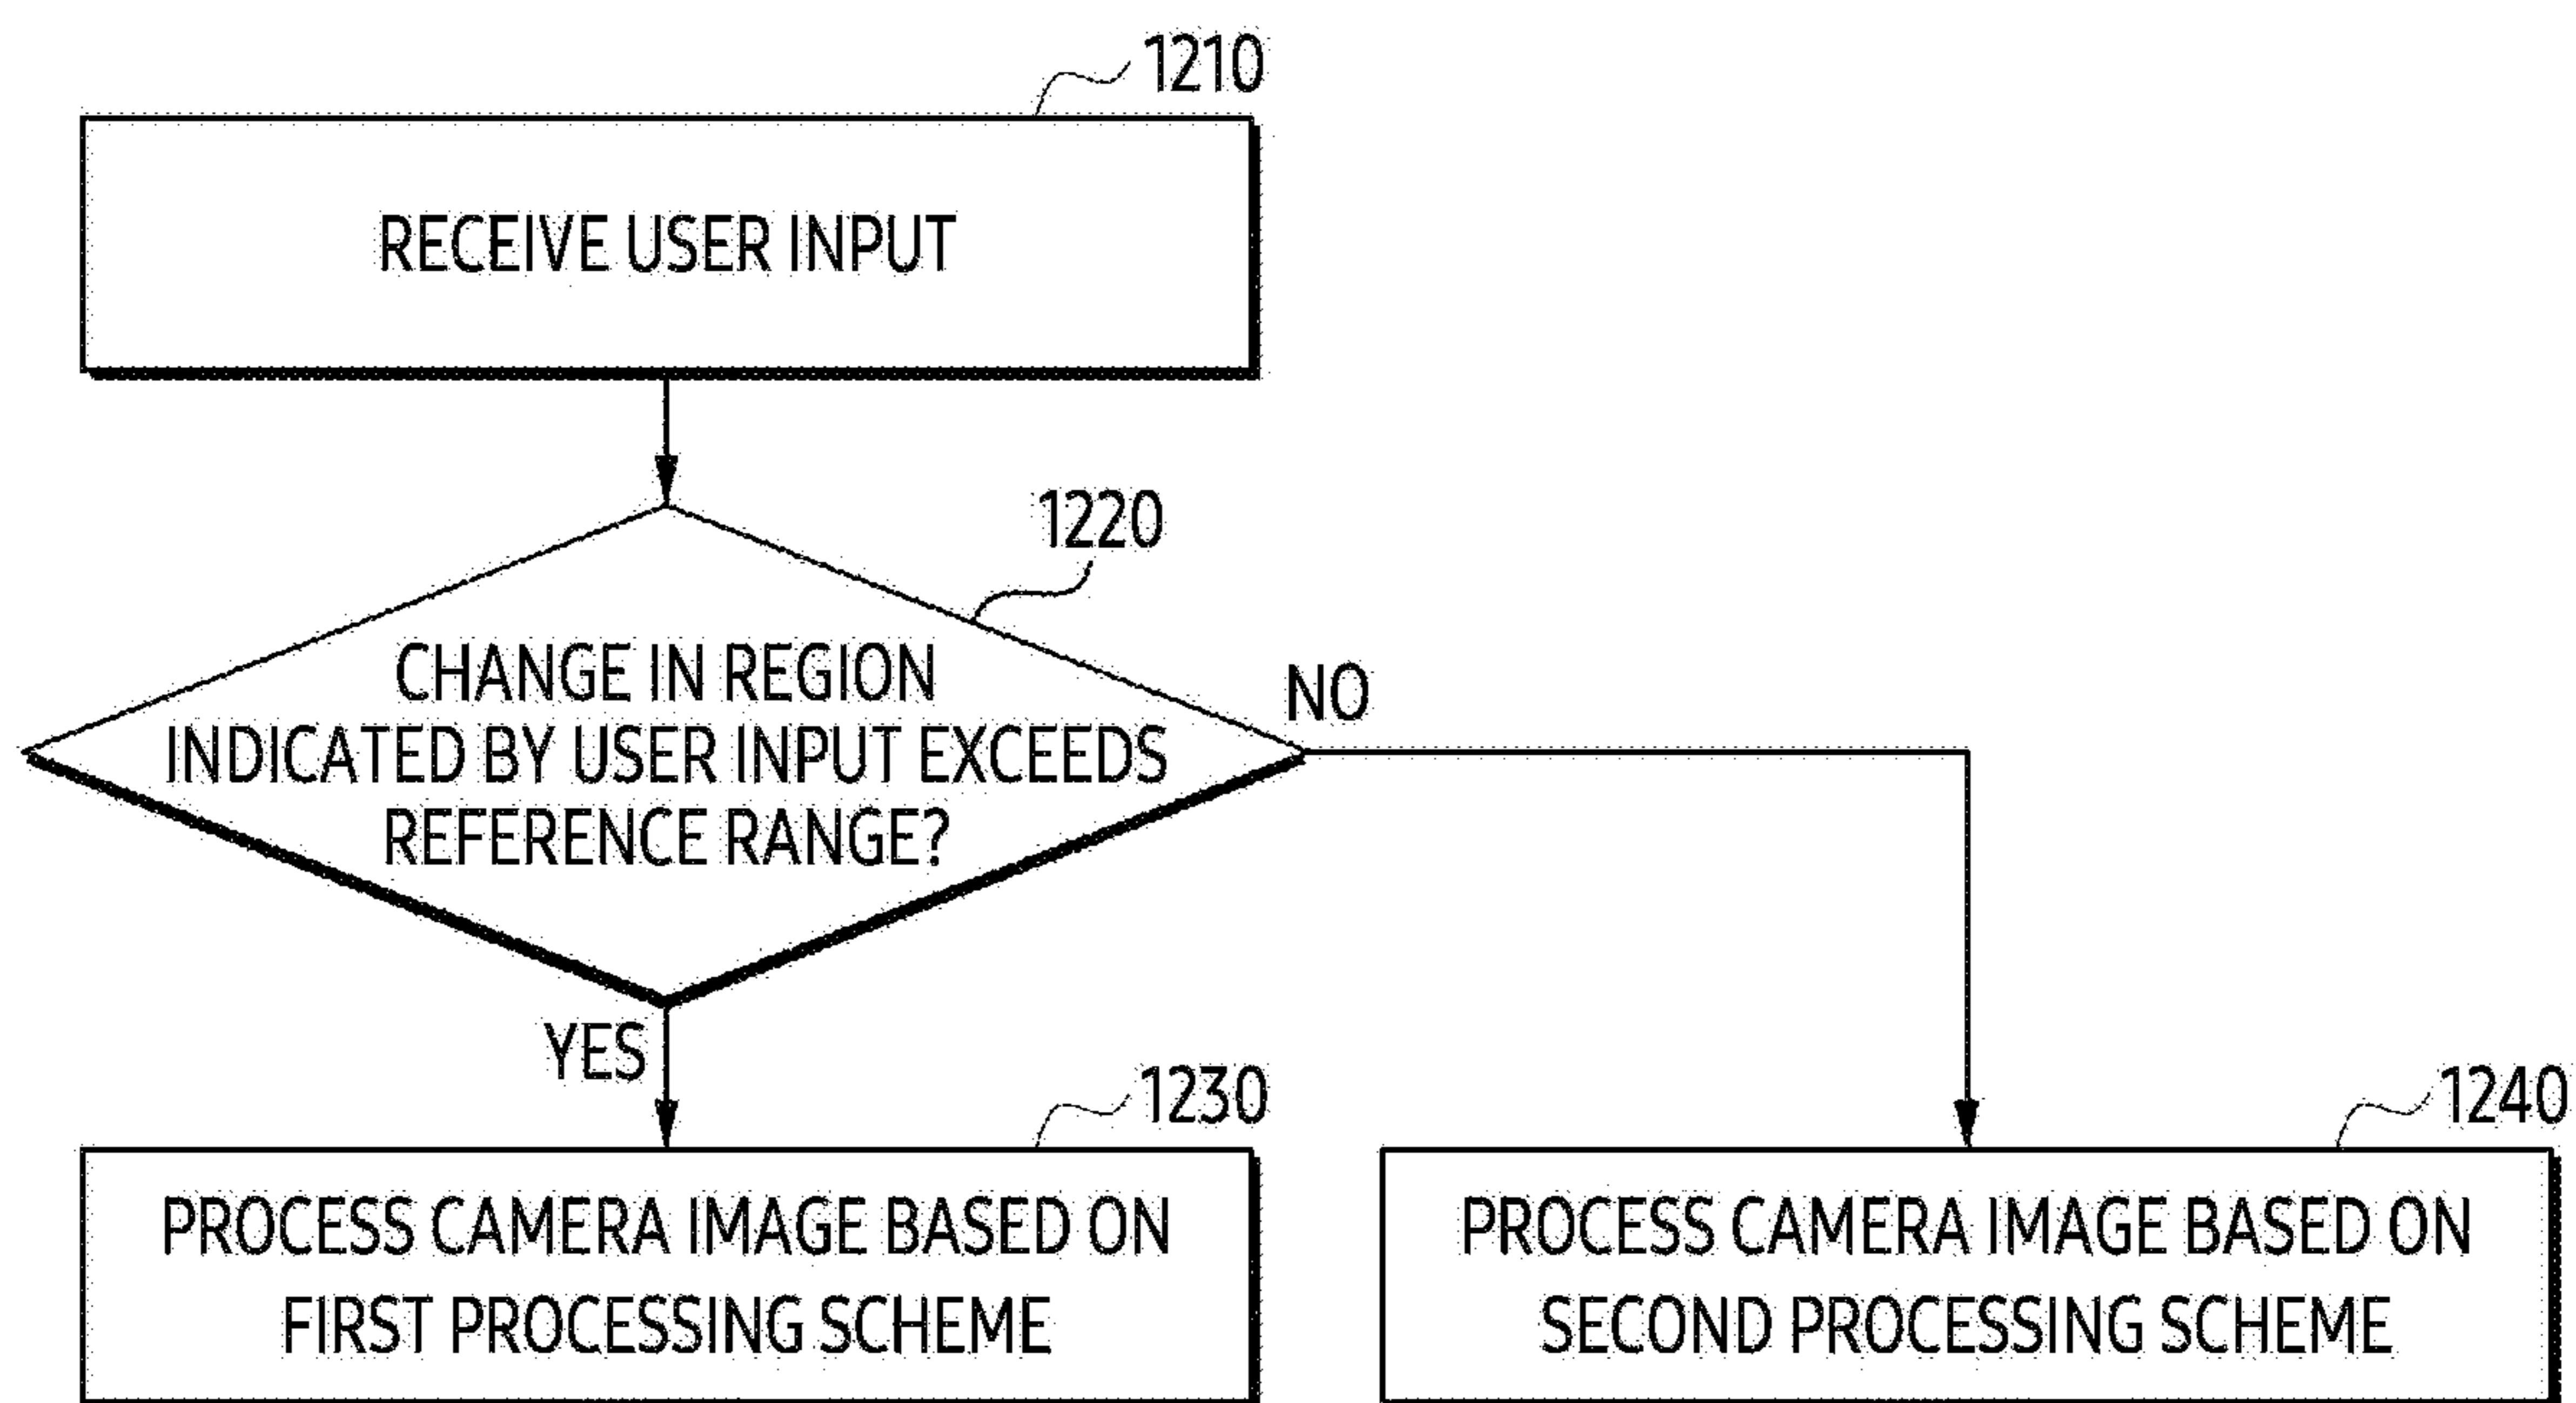 1210
RECEIVE USER INPUT
1220
CHANGE IN REGION
INDICATED BY USER INPUT EXCEEDS
REFERENCE RANGE?
NO
YES
1230
PROCESS CAMERA IMAGE BASED ON
FIRST PROCESSING SCHEME
1240
PROCESS CAMERA IMAGE BASED ON
SECOND PROCESSING SCHEME